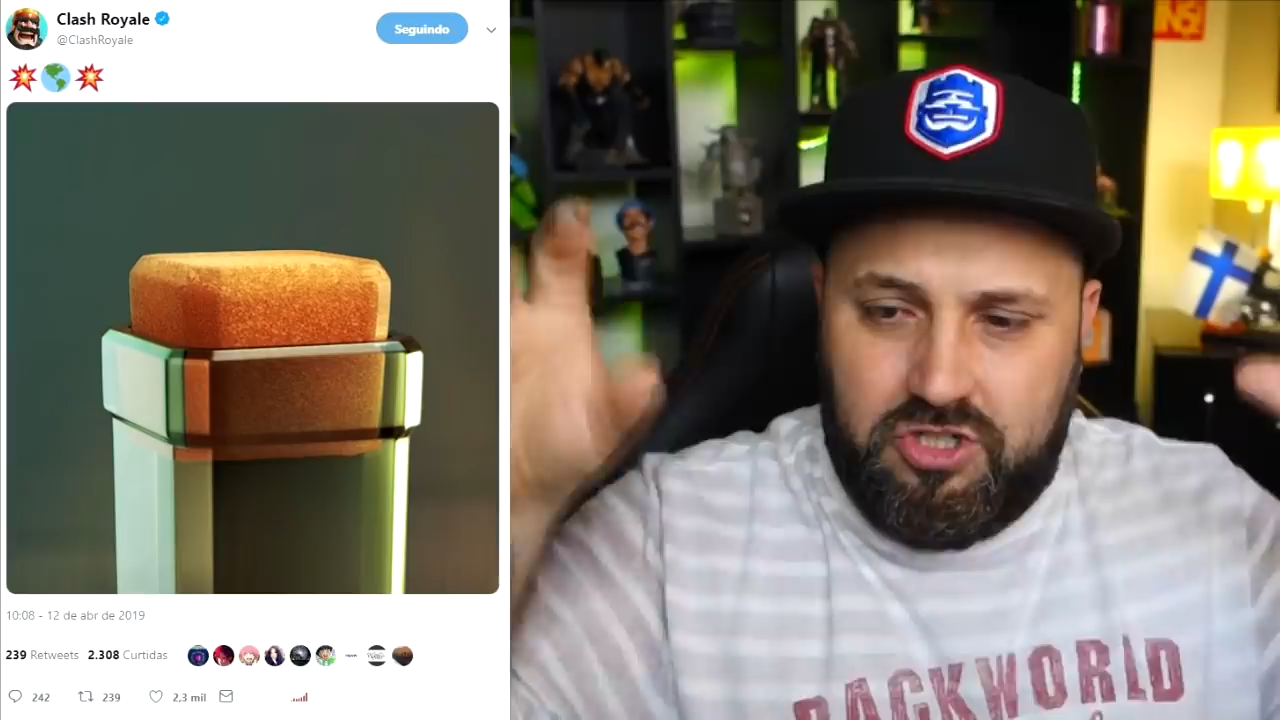 Clash Royale
@ClashRoyale
Seguindo
10:08 - 12 de abr de 2019
239 Retweets 2.308 Curtidas
242 239 2,3 mil
NS!
BACKWORLD